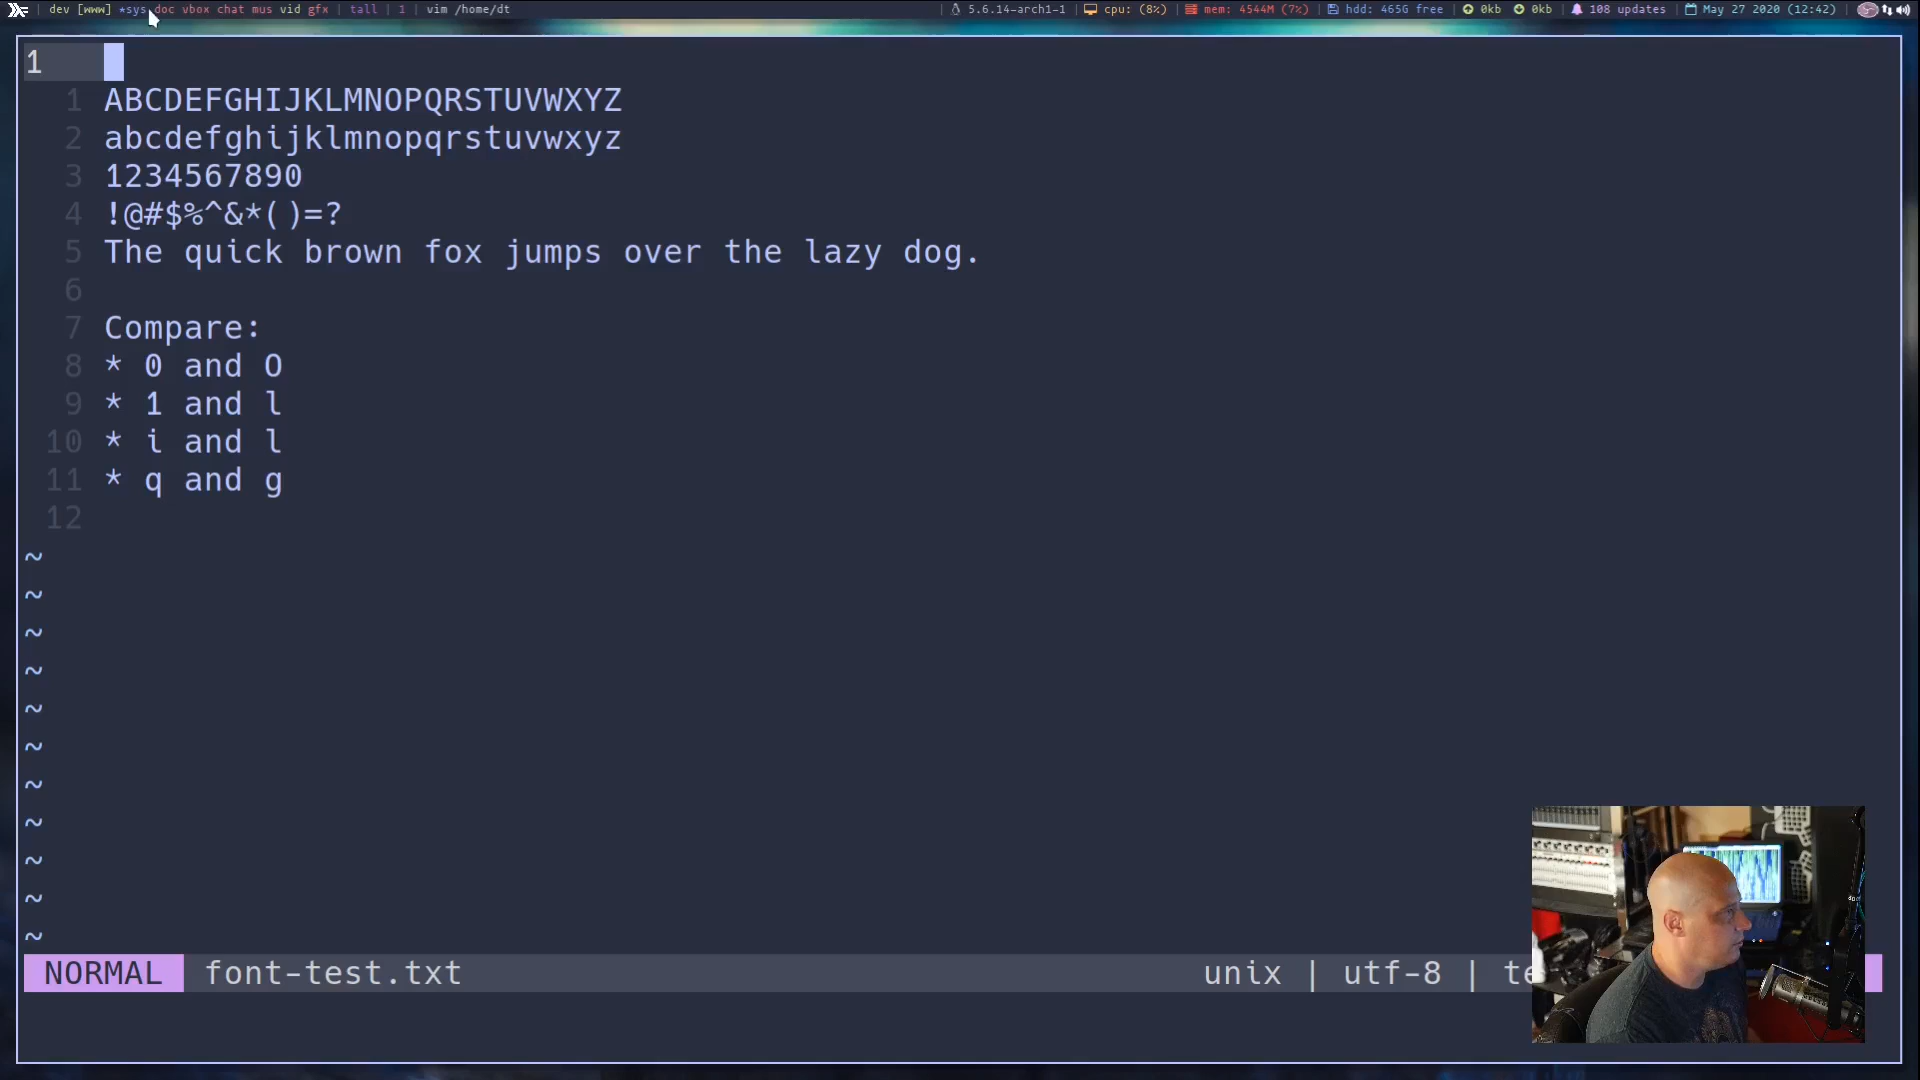 dev [www] *sys doc vbox chat mus vid gfx | tall | 1 | vim /home/dt
| 5.6.14-arch1-1 | cpu: (8%) | mem: 4544M (7%) | hdd: 465G free | 0kb 0kb | 108 updates | May 27 2020 (12:42) |
1
1 ABCDEFGHIJKLMNOPQRSTUVWXYZ
2 abcdefghijklmnopqrstuvwxyz
3 1234567890
4 !@#$%^&*()=?
5 The quick brown fox jumps over the lazy dog.
6
7 Compare:
8 * 0 and O
9 * 1 and l
10 * i and l
11 * q and g
12
~
~
~
~
~
~
~
~
~
~
~
NORMAL font-test.txt unix | utf-8 |